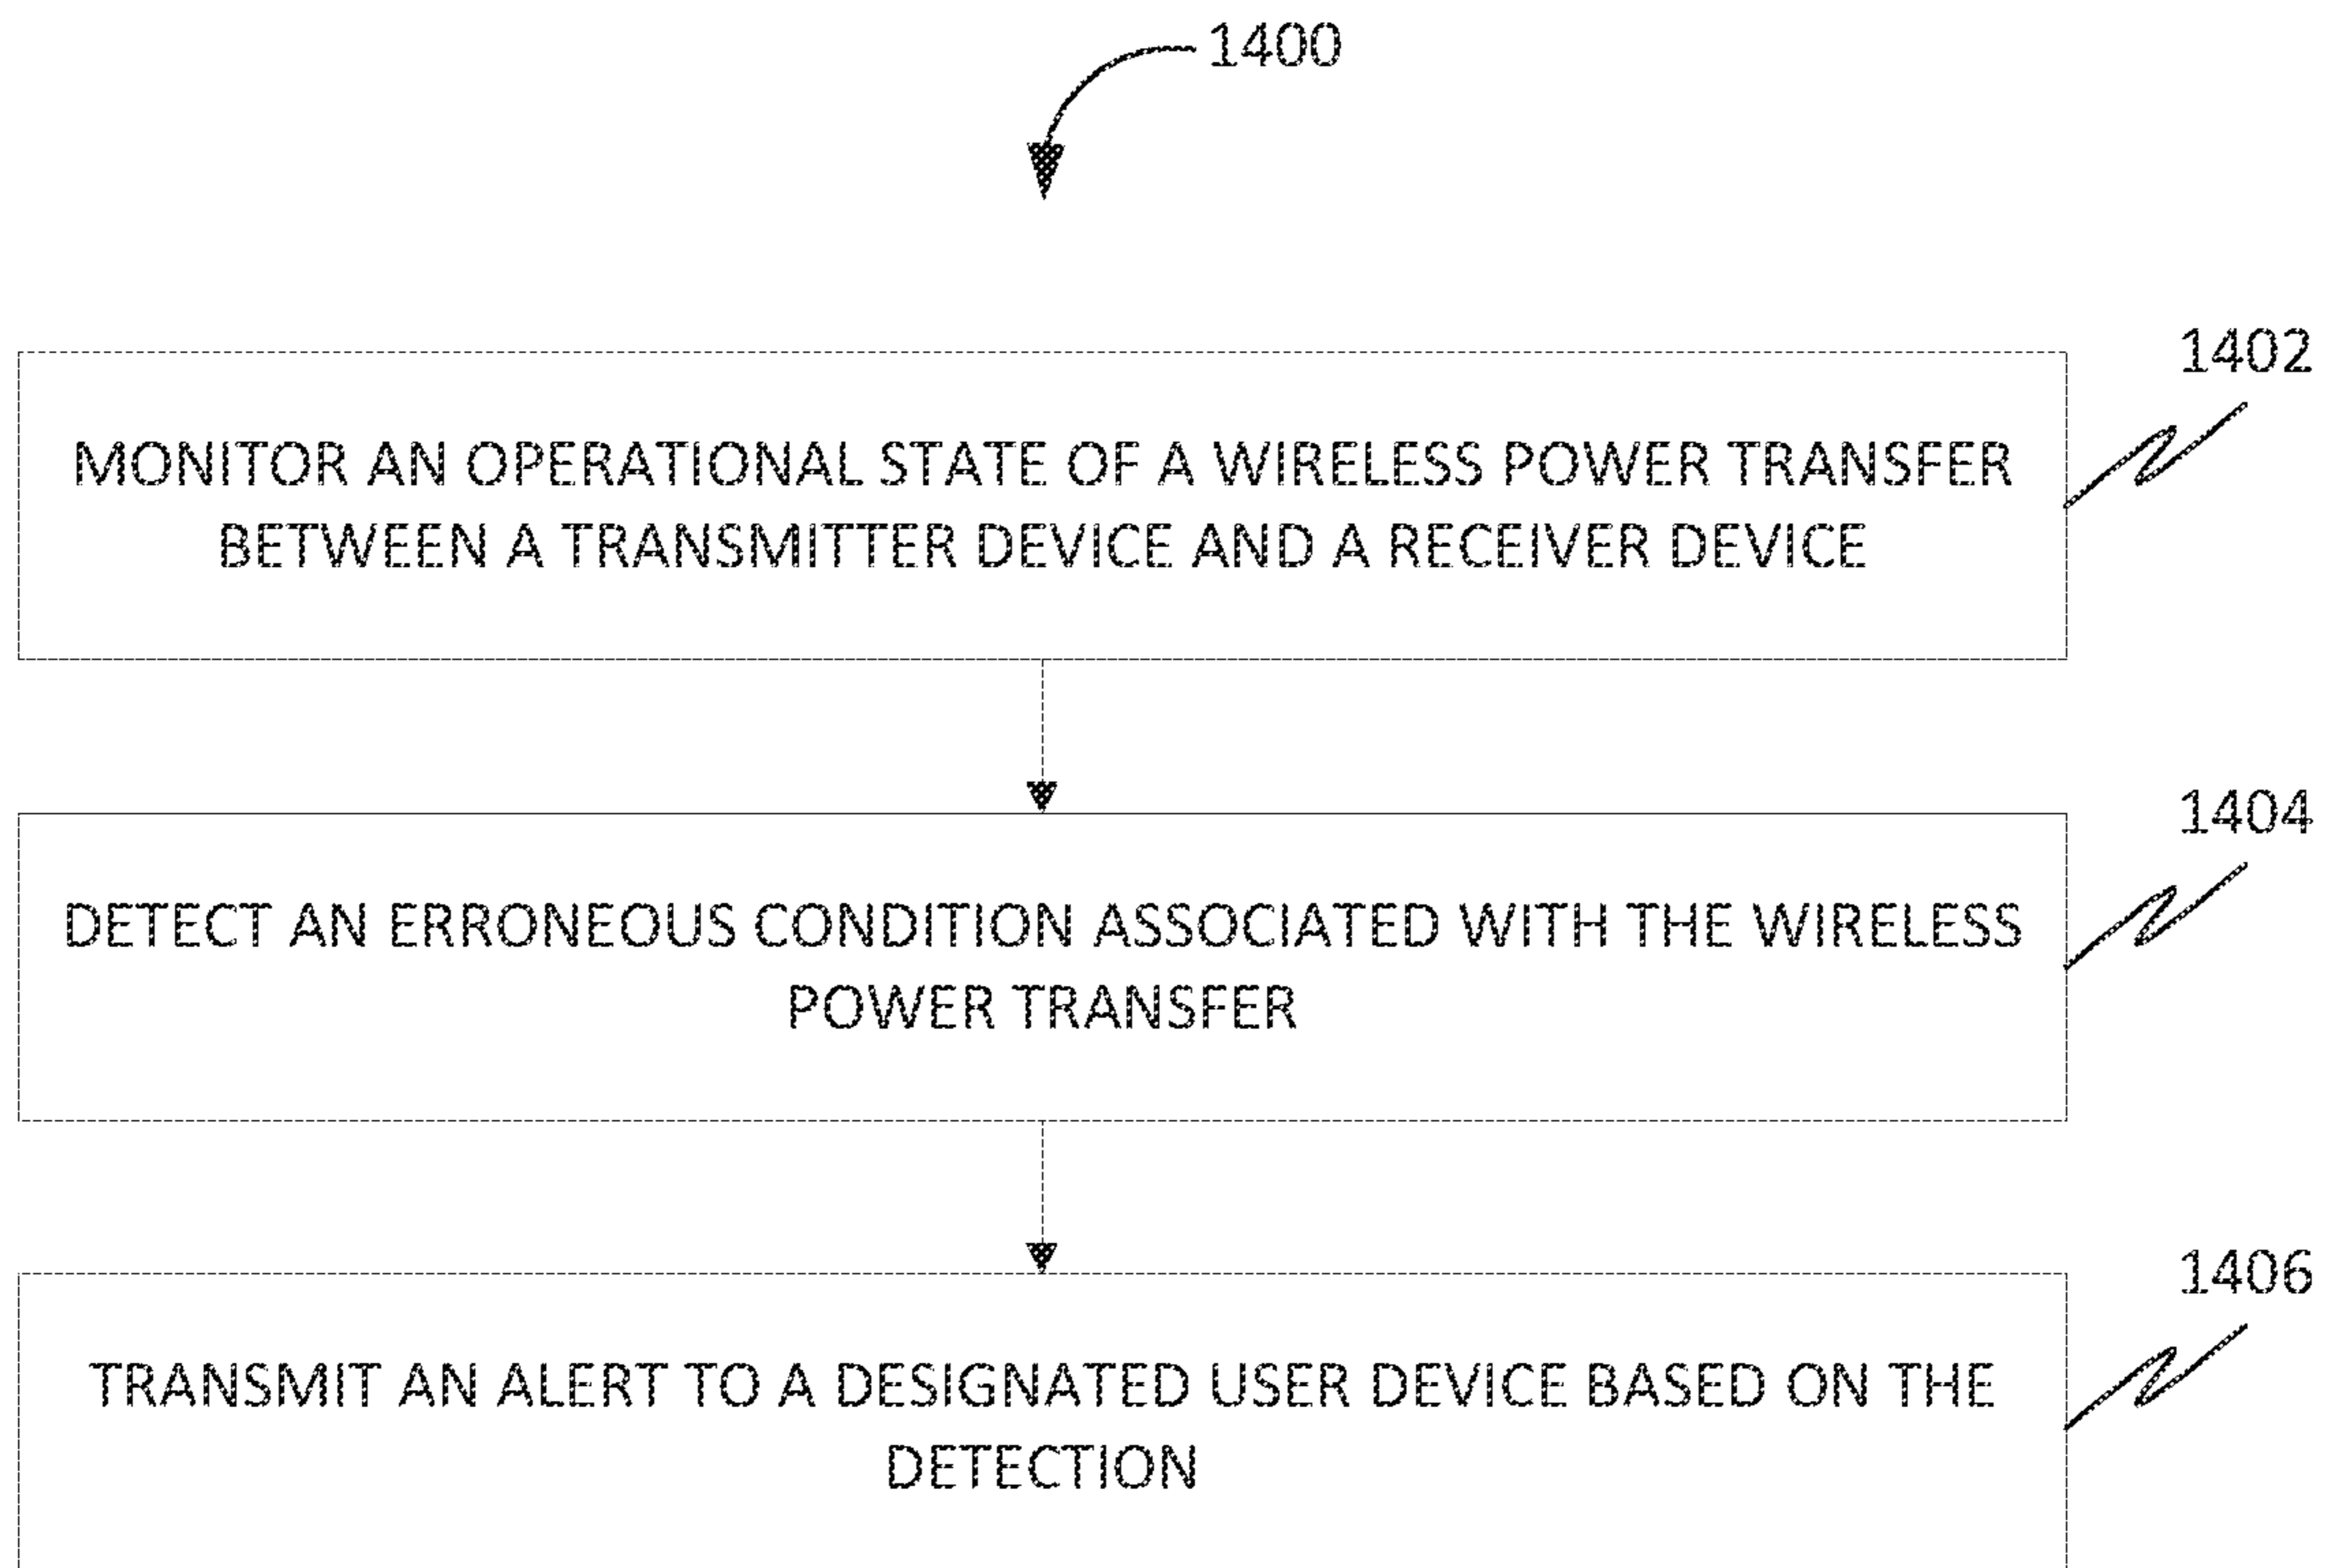 1400
1402
MONITOR AN OPERATIONAL STATE OF A WIRELESS POWER TRANSFER
BETWEEN A TRANSMITTER DEVICE AND A RECEIVER DEVICE
1404
DETECT AN ERRONEOUS CONDITION ASSOCIATED WITH THE WIRELESS
POWER TRANSFER
1406
TRANSMIT AN ALERT TO A DESIGNATED USER DEVICE BASED ON THE
DETECTION